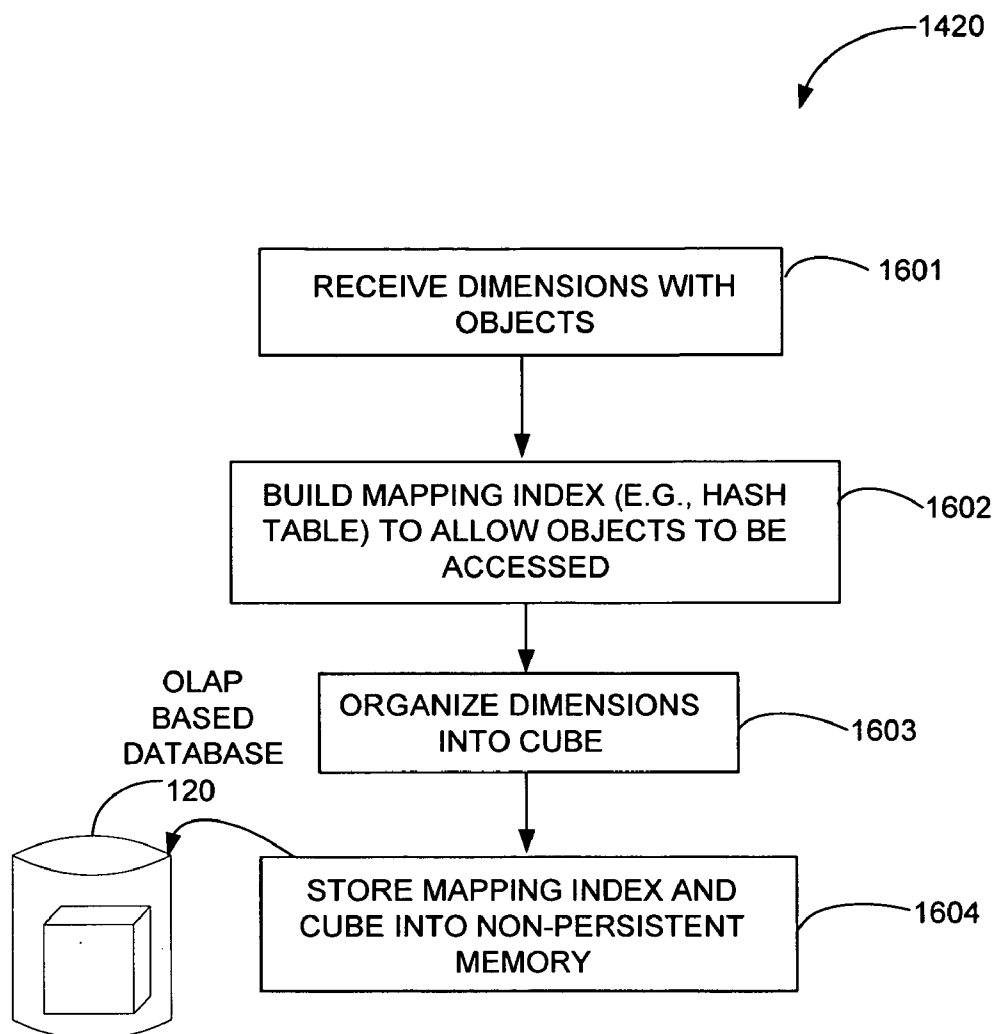 1420
RECEIVE DIMENSIONS WITH
OBJECTS
1601
BUILD MAPPING INDEX (E.G., HASH
TABLE) TO ALLOW OBJECTS TO BE
ACCESSED
1602
ORGANIZE DIMENSIONS
INTO CUBE
1603
OLAP
BASED
DATABASE
120
STORE MAPPING INDEX AND
CUBE INTO NON-PERSISTENT
MEMORY
1604